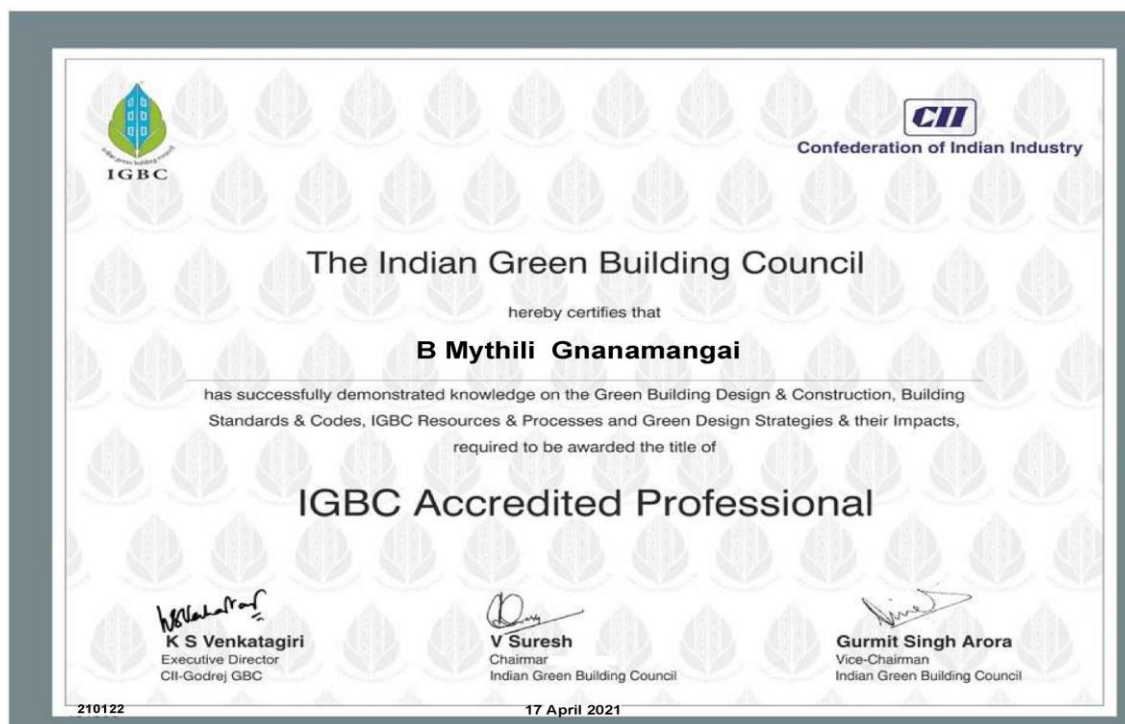 IGBC
CII
Confederation of Indian Industry
The Indian Green Building Council
hereby certifies that
B Mythili Gnanamangai
has successfully demonstrated knowledge on the Green Building Design & Construction, Building
Standards & Codes, IGBC Resources & Processes and Green Design Strategies & their Impacts,
required to be awarded the title of
IGBC Accredited Professional
K S Venkatagiri
Executive Director
CII-Godrej GBC
V Suresh
Chairmar
Indian Green Building Council
Gurmit Singh Arora
Vice-Chairman
Indian Green Building Council
210122
17 April 2021